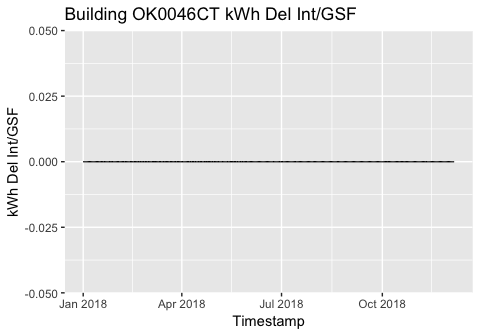 Building OK0046CT kWh Del Int/GSF
0.050
0.025
0.000
-0.025
-0.050
kWh Del Int/GSF
Jan 2018 Apr 2018 Jul 2018 Oct 2018
Timestamp